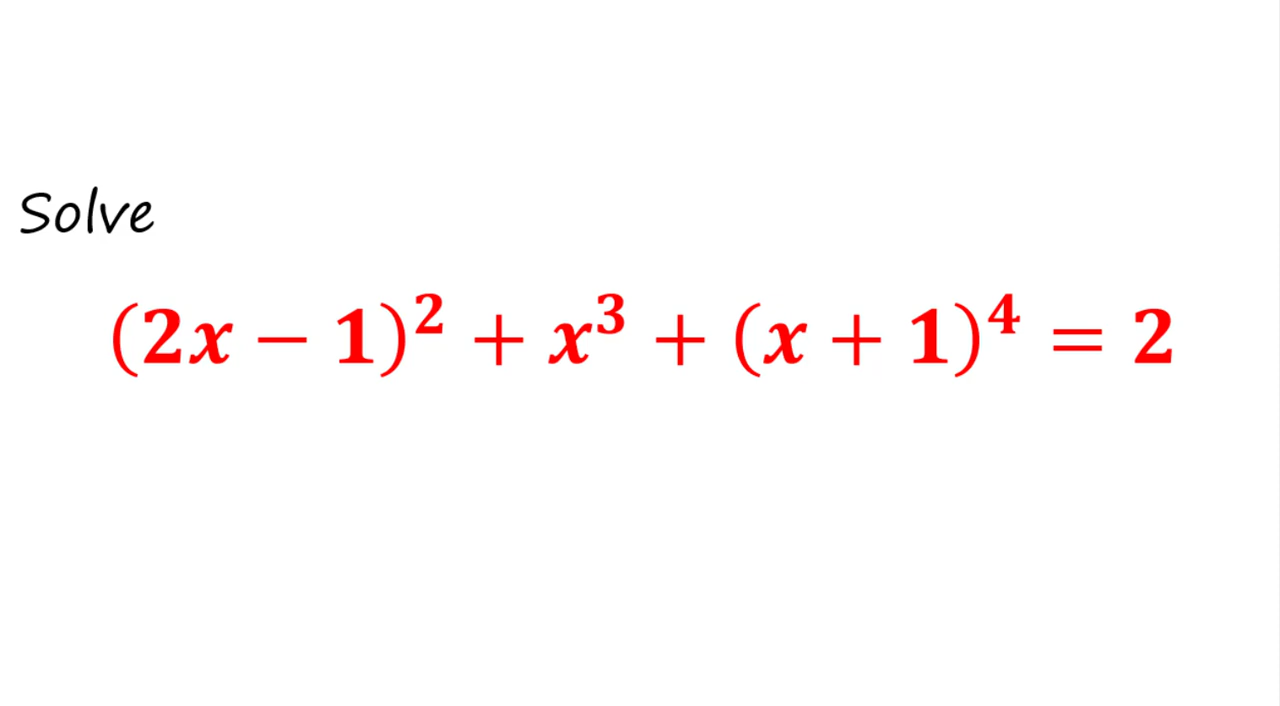 Solve
(2x − 1)² + x³ + (x + 1)⁴ = 2